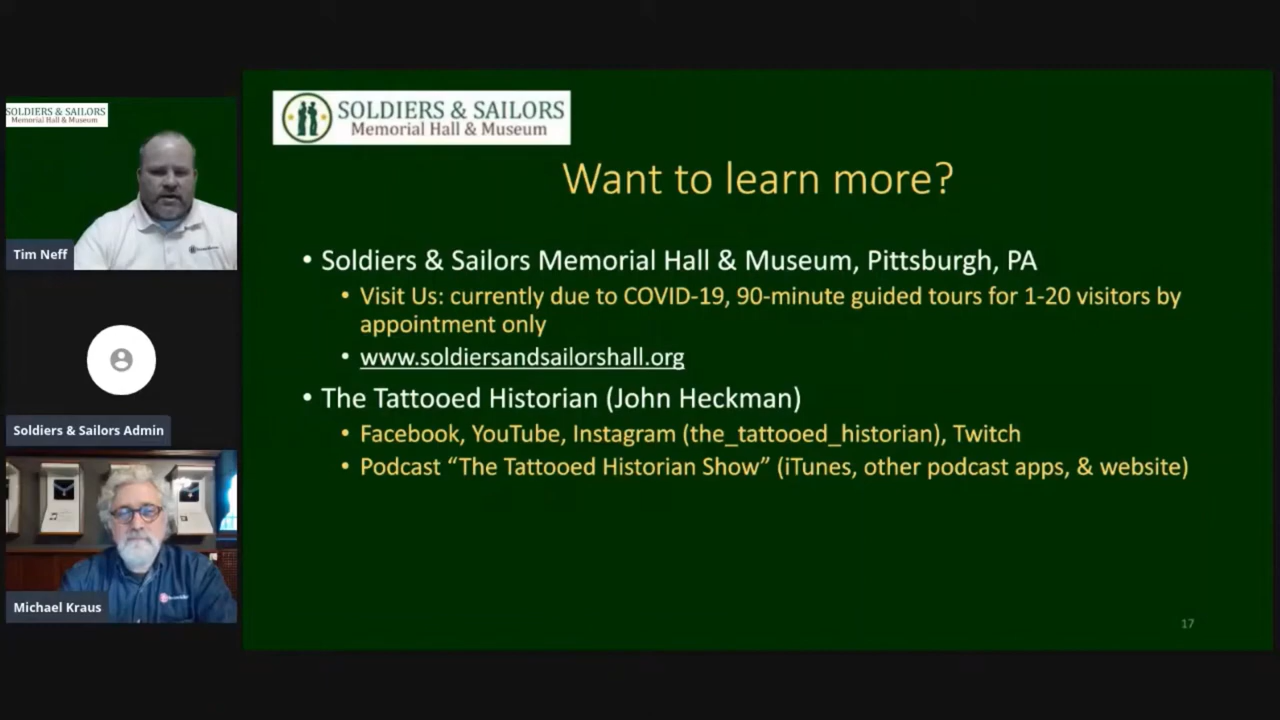 SOLDIERS & SAILORS
Memorial Hall & Museum
Tim Neff
Soldiers & Sailors Admin
Michael Kraus
SOLDIERS & SAILORS
Memorial Hall & Museum
Want to learn more?
• Soldiers & Sailors Memorial Hall & Museum, Pittsburgh, PA
• Visit Us: currently due to COVID-19, 90-minute guided tours for 1-20 visitors by
appointment only
• www.soldiersandsailorshall.org
• The Tattooed Historian (John Heckman)
• Facebook, YouTube, Instagram (the_tattooed_historian), Twitch
• Podcast “The Tattooed Historian Show” (iTunes, other podcast apps, & website)
17